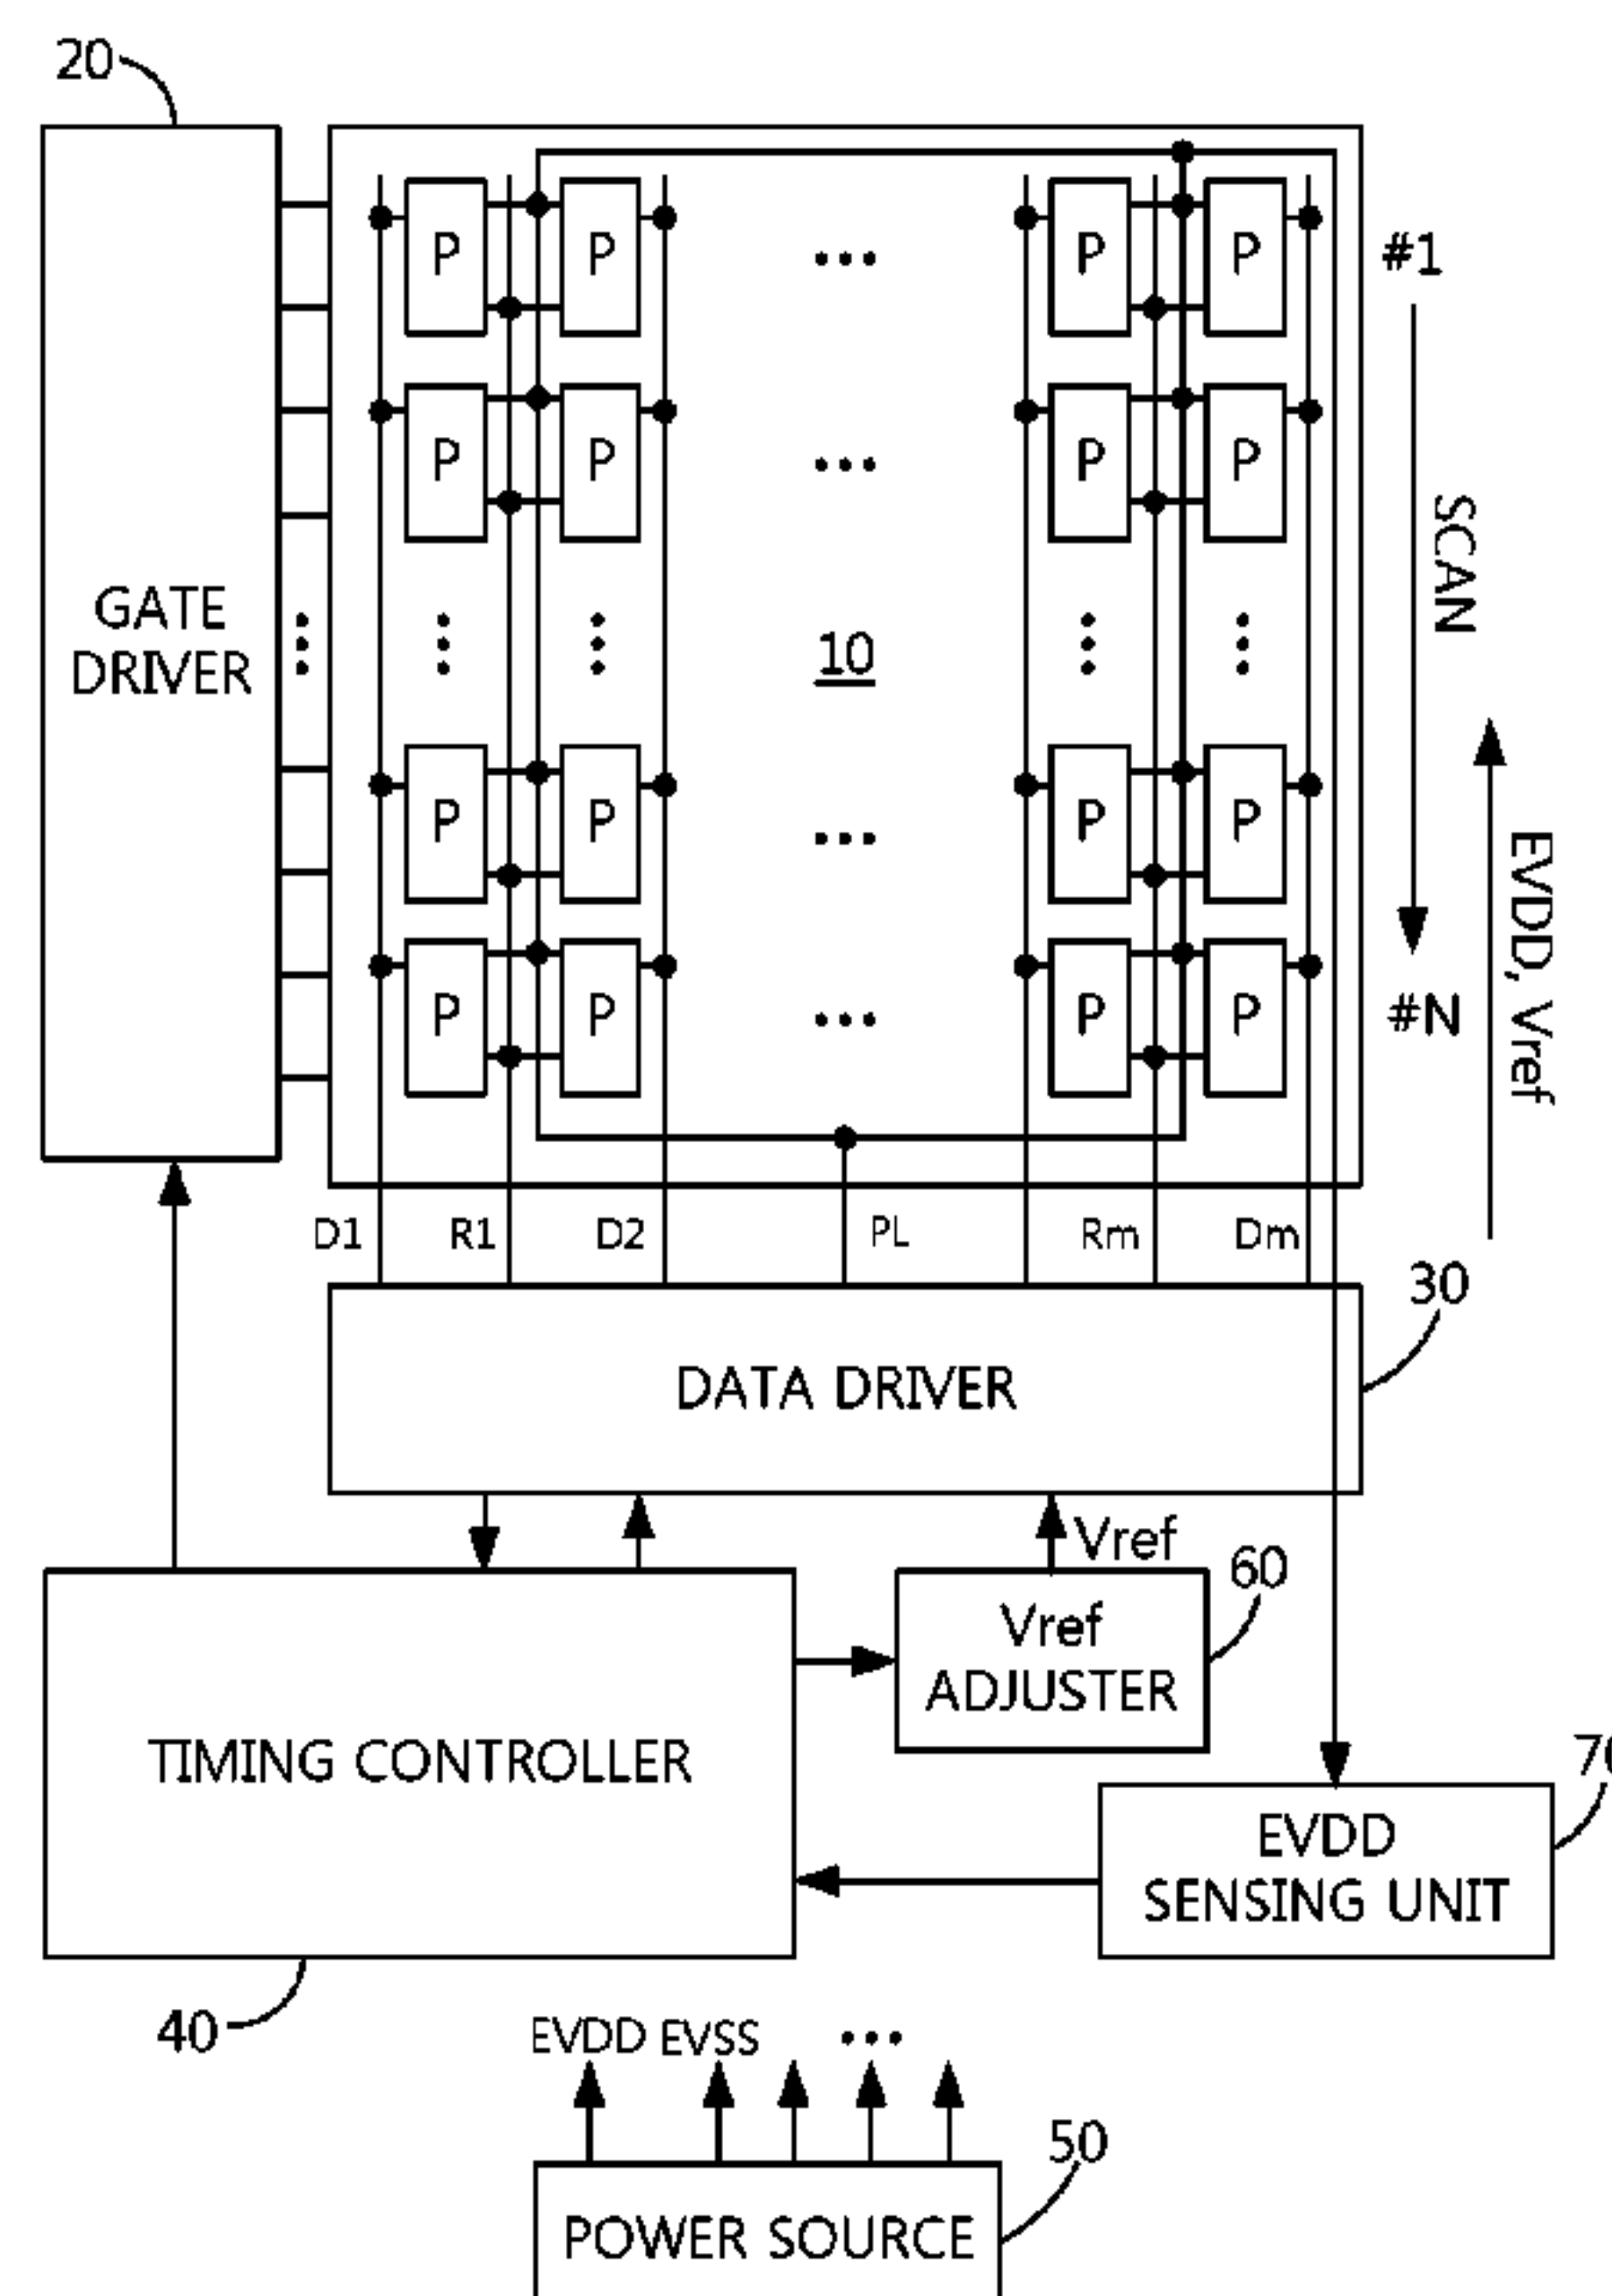 20
P P ... P P #1
P P ... P P
SCAN
GATE
DRIVER
10
P P ... P P
EVDD, Vref
P P ... P P #N
D1 R1 D2 PL Rm Dm
30
DATA DRIVER
Vref
60
Vref
ADJUSTER
TIMING CONTROLLER
EVDD
SENSING UNIT
40
EVDD EVSS ...
50
POWER SOURCE